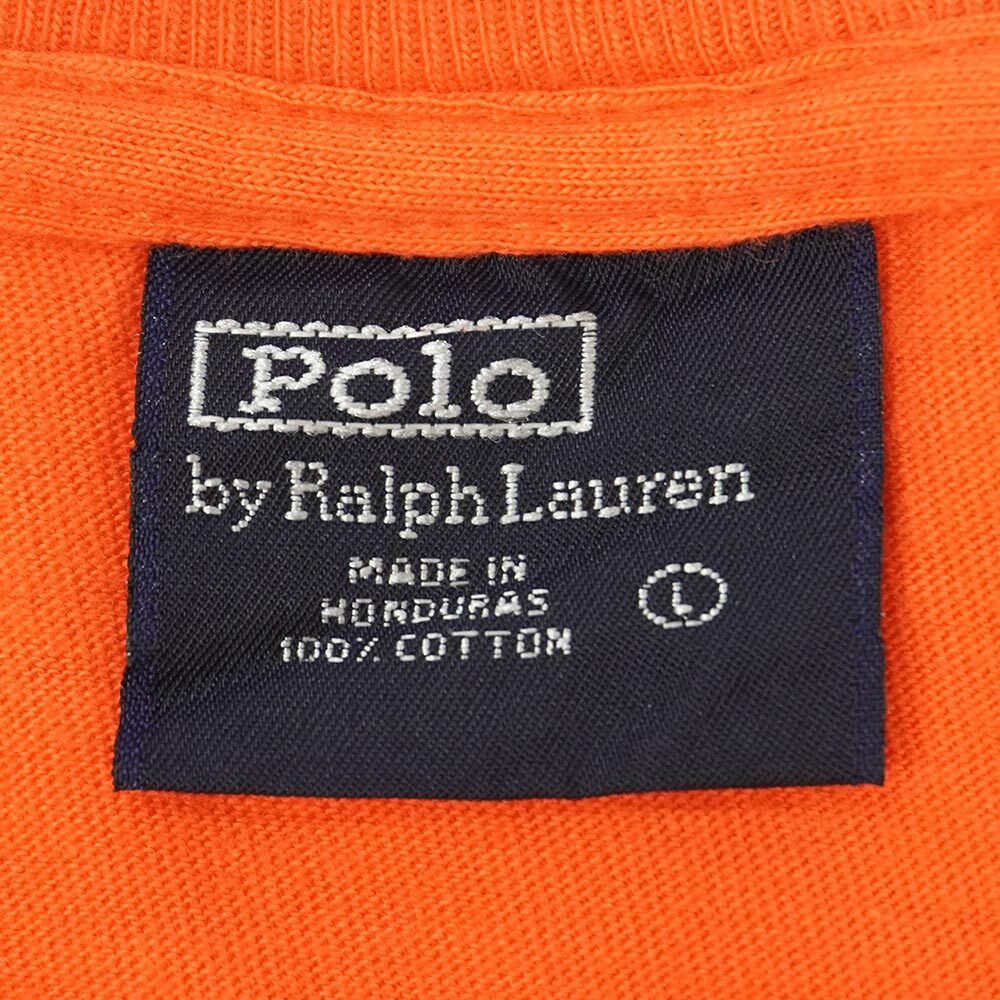 Polo
by Ralph Lauren
MADE IN
HONDURAS
100% COTTON
L